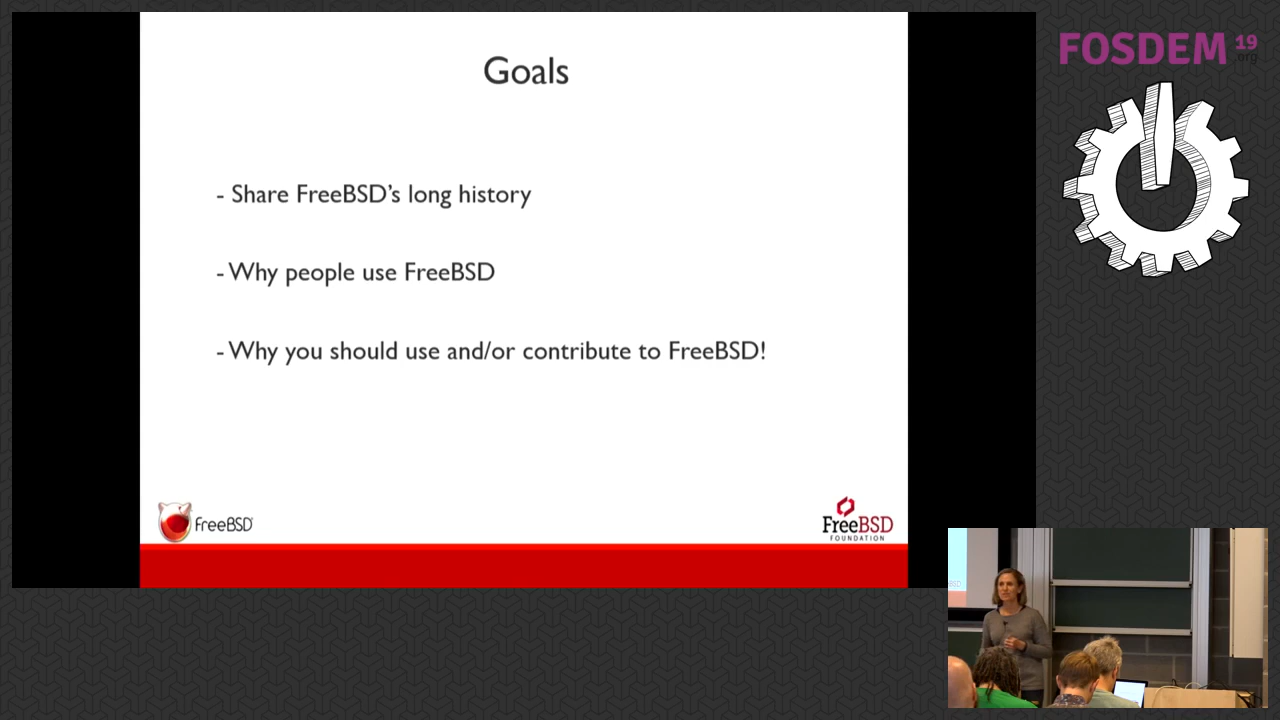 Goals
- Share FreeBSD's long history
- Why people use FreeBSD
- Why you should use and/or contribute to FreeBSD!
FreeBSD
FreeBSD
FOUNDATION
FOSDEM 19
.org